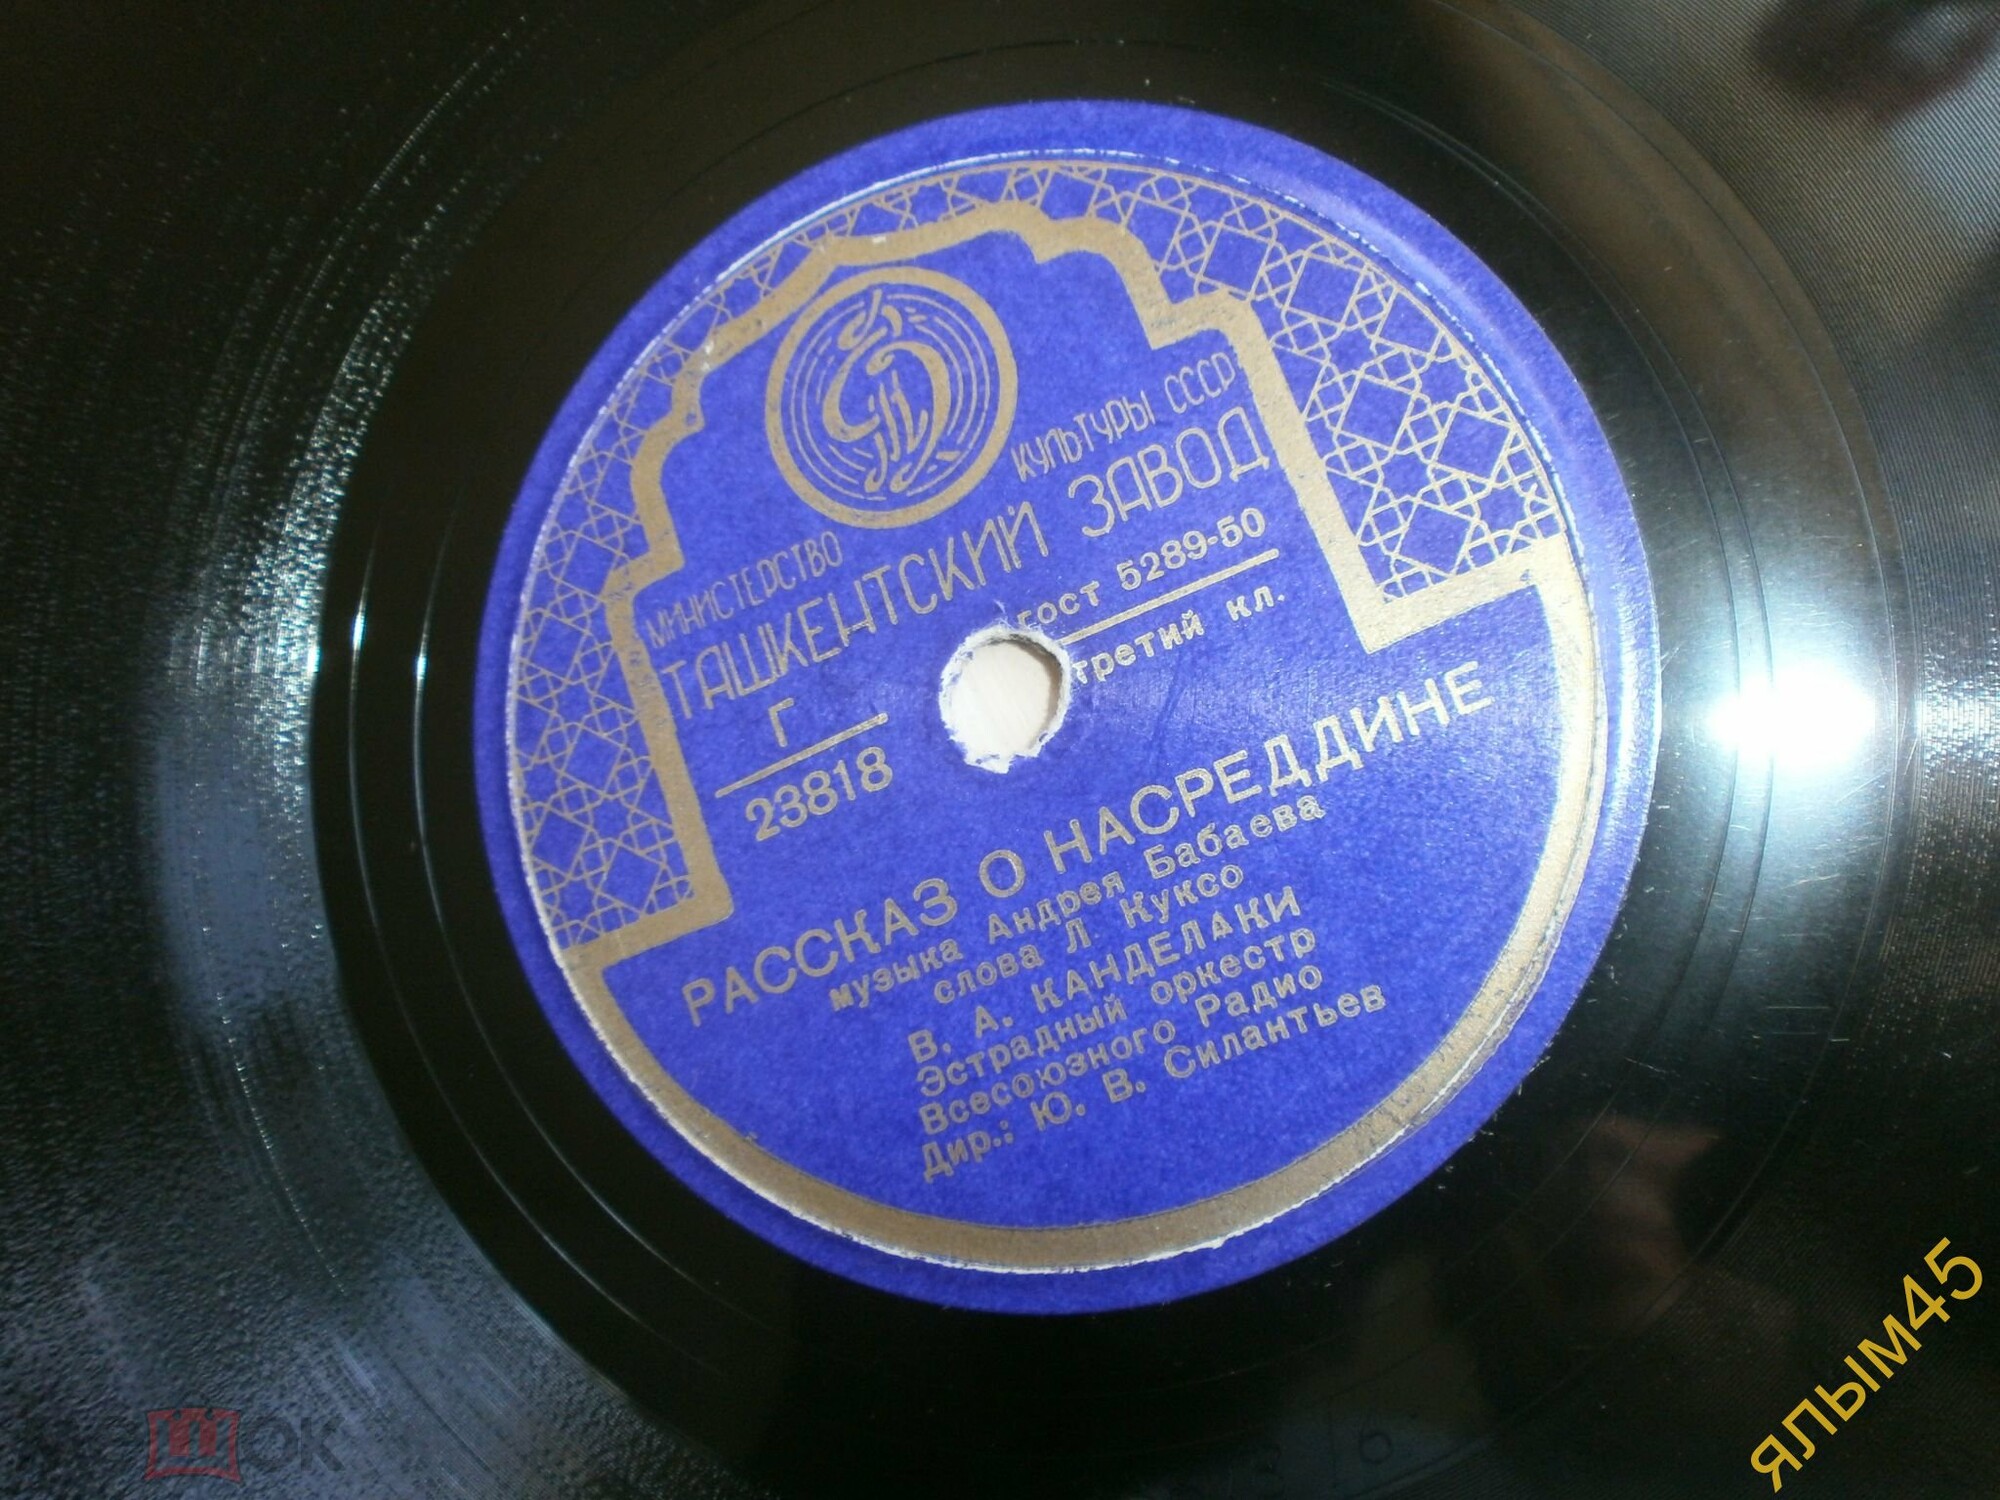 МИНИСТЕРСТВО КУЛЬТУРЫ СССР
ТАШКЕНТСКИЙ ЗАВОД
Г
23818
ГОСТ 5289-50
третий кл.
РАССКАЗ О НАСРЕДДИНЕ
музыка Андрея Бабаева
слова Л. Куксо
В. А. КАНДЕЛАКИ
Эстрадный оркестр
Всесоюзного Радио
Дир.: Ю. В. Силантьев
ялым45